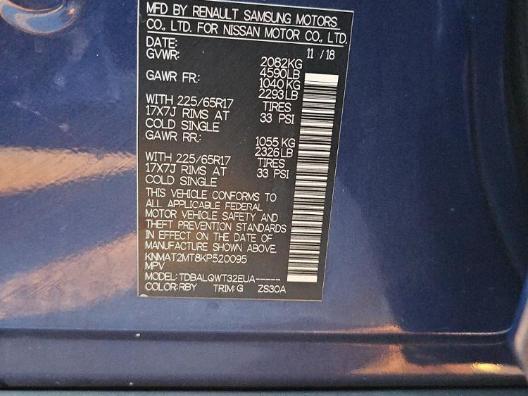 MFD BY RENAULT SAMSUNG MOTORS
CO., LTD. FOR NISSAN MOTOR CO., LTD.
DATE: 11 / 18
GVWR: 2082KG
4590LB
GAWR FR: 1040KG
2293LB
WITH 225/65R17 TIRES
17X7J RIMS AT 33 PSI
COLD SINGLE
GAWR RR: 1055 KG
2326LB
WITH 225/65R17 TIRES
17X7J RIMS AT 33 PSI
COLD SINGLE
THIS VEHICLE CONFORMS TO
ALL APPLICABLE FEDERAL
MOTOR VEHICLE SAFETY AND
THEFT PREVENTION STANDARDS
IN EFFECT ON THE DATE OF
MANUFACTURE SHOWN ABOVE
KNMAT2MT8KP520095
MPV
MODEL:TDBALQWT32EUA------
COLOR:RBY TRIM:G ZS30A